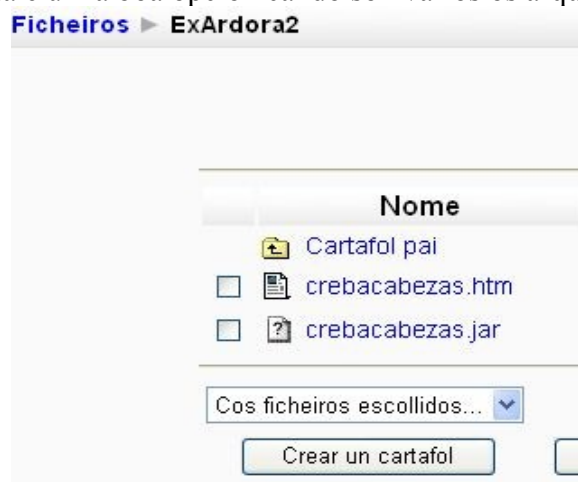 Ficheiros ► ExArdora2
Nome
Cartafol pai
crebacabezas.htm
crebacabezas.jar
Cos ficheiros escollidos...
Crear un cartafol